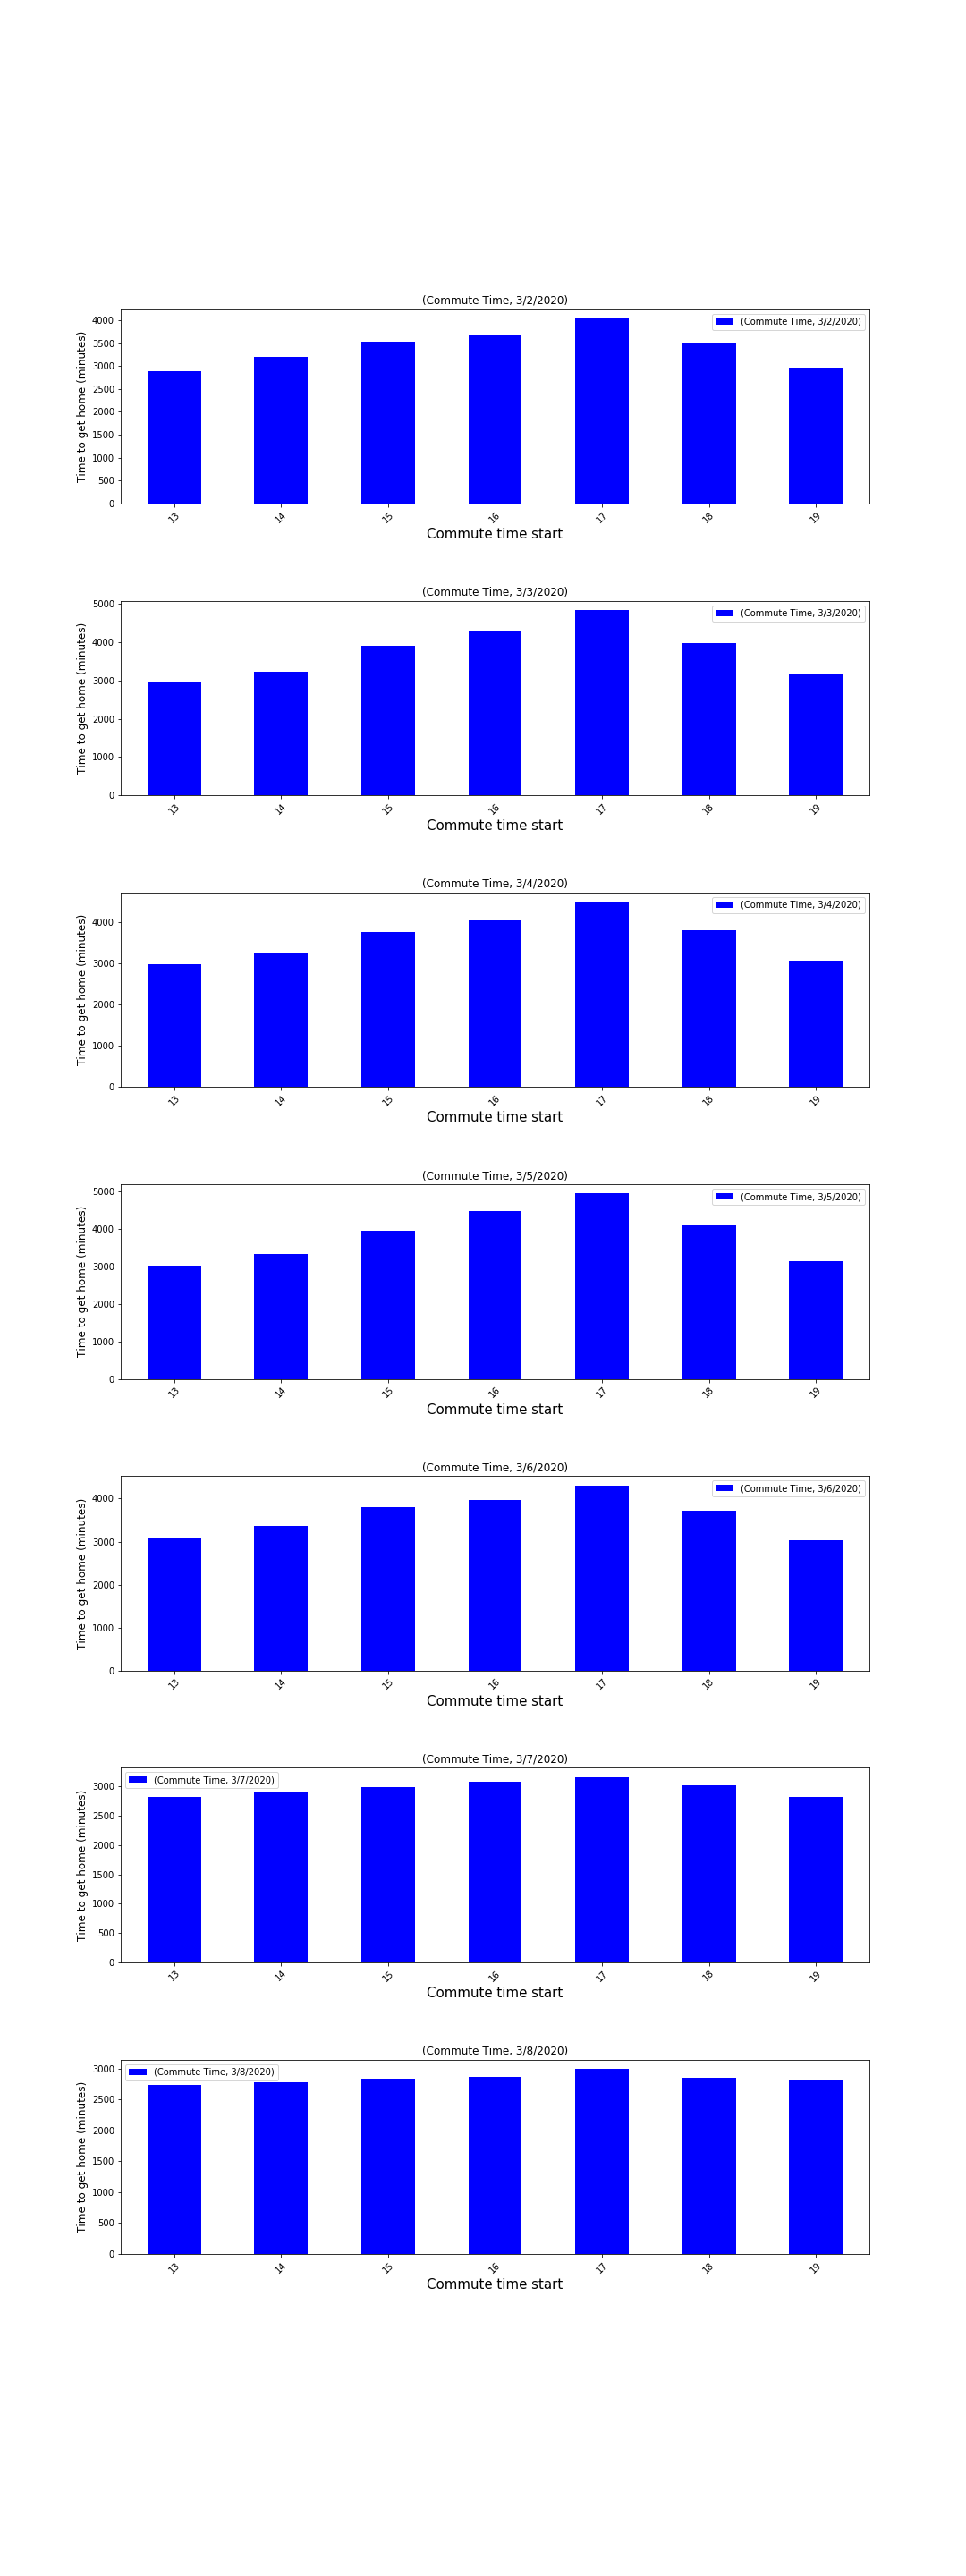 (Commute Time, 3/2/2020)
(Commute Time, 3/2/2020)
Time to get home (minutes)
4000
3500
3000
2500
2000
1500
1000
500
0
13 14 15 16 17 18 19
Commute time start
(Commute Time, 3/3/2020)
(Commute Time, 3/3/2020)
Time to get home (minutes)
5000
4000
3000
2000
1000
0
13 14 15 16 17 18 19
Commute time start
(Commute Time, 3/4/2020)
(Commute Time, 3/4/2020)
Time to get home (minutes)
4000
3000
2000
1000
0
13 14 15 16 17 18 19
Commute time start
(Commute Time, 3/5/2020)
(Commute Time, 3/5/2020)
Time to get home (minutes)
5000
4000
3000
2000
1000
0
13 14 15 16 17 18 19
Commute time start
(Commute Time, 3/6/2020)
(Commute Time, 3/6/2020)
Time to get home (minutes)
4000
3000
2000
1000
0
13 14 15 16 17 18 19
Commute time start
(Commute Time, 3/7/2020)
(Commute Time, 3/7/2020)
Time to get home (minutes)
3000
2500
2000
1500
1000
500
0
13 14 15 16 17 18 19
Commute time start
(Commute Time, 3/8/2020)
(Commute Time, 3/8/2020)
Time to get home (minutes)
3000
2500
2000
1500
1000
500
0
13 14 15 16 17 18 19
Commute time start